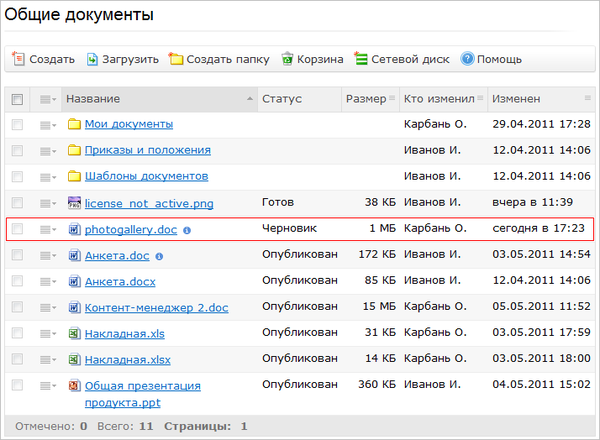 Общие документы
Создать Загрузить Создать папку Корзина Сетевой диск Помощь
Название Статус Размер Кто изменил Изменен
Мои документы Карбань О. 29.04.2011 17:28
Приказы и положения Иванов И. 12.04.2011 14:06
Шаблоны документов Иванов И. 12.04.2011 14:06
license_not_active.png Готов 38 КБ Иванов И. вчера в 11:39
photogallery.doc Черновик 1 МБ Карбань О. сегодня в 17:23
Анкета.doc Опубликован 172 КБ Иванов И. 03.05.2011 14:54
Анкета.docx Опубликован 85 КБ Иванов И. 12.04.2011 14:06
Контент-менеджер 2.doc Опубликован 15 МБ Карбань О. 05.05.2011 11:52
Накладная.xls Опубликован 31 КБ Карбань О. 03.05.2011 17:59
Накладная.xlsx Опубликован 14 КБ Карбань О. 03.05.2011 18:00
Общая презентация Опубликован 360 КБ Иванов И. 04.05.2011 15:02
продукта.ppt
Отмечено: 0 Всего: 11 Страницы: 1